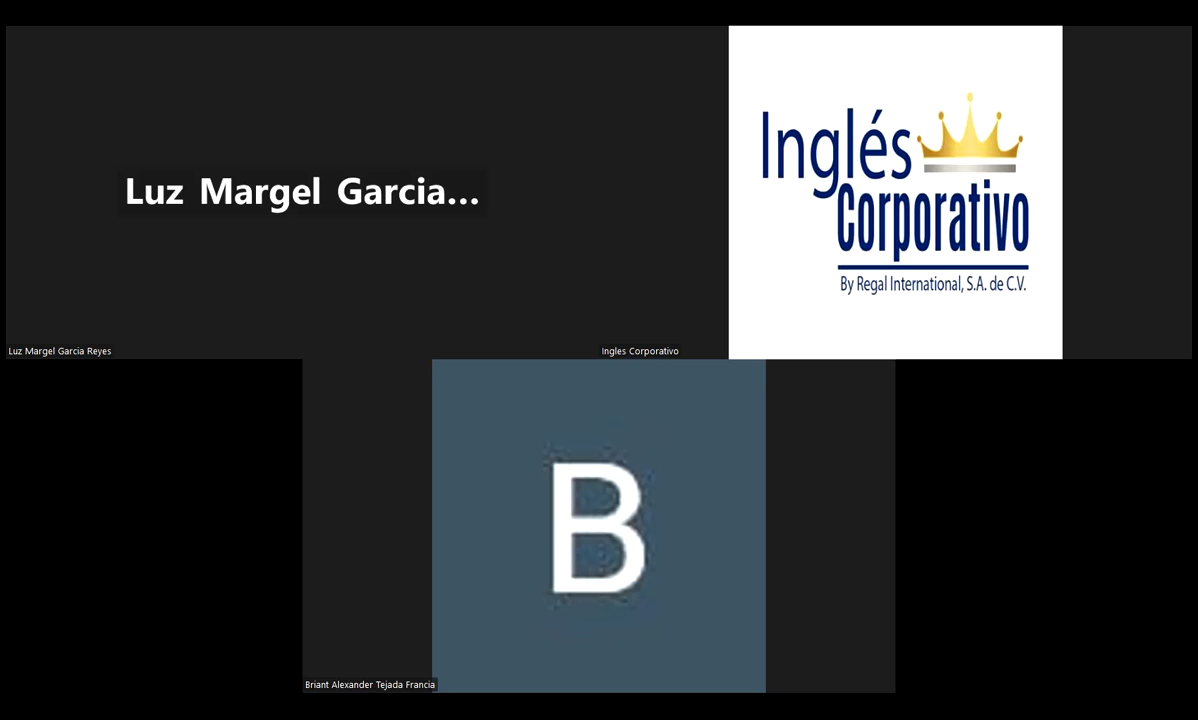 Luz Margel Garcia...
Luz Margel Garcia Reyes
Inglés
Corporativo
By Regal International, S.A. de C.V.
Ingles Corporativo
B
Briant Alexander Tejada Francia